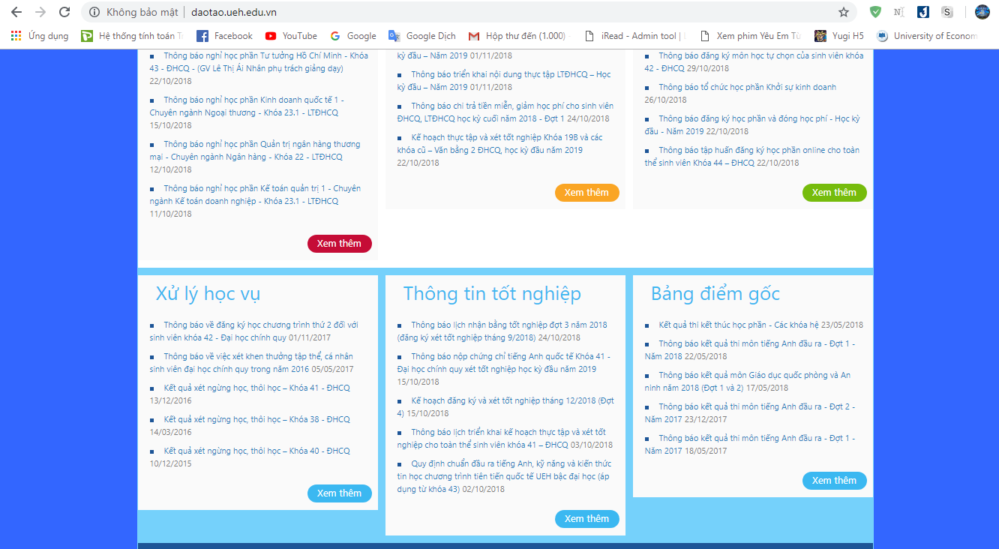 Không bảo mật
daotao.ueh.edu.vn
Ứng dụng
Hệ thống tính toán
Facebook
YouTube
Google
Google Dịch
Hộp thư đến (1.000)
iRead - Admin tool |
Xem phim Yêu Em Từ
Yugi H5
University of Econom
Thông báo nghỉ học phần Tư tưởng Hồ Chí Minh - Khóa
43 - ĐHCQ - (GV Lê Thị Ái Nhân phụ trách giảng dạy)
22/10/2018
Thông báo nghỉ học phần Kinh doanh quốc tế 1 -
Chuyên ngành Ngoại thương - Khóa 23.1 - LTĐHCQ
15/10/2018
Thông báo nghỉ học phần Quản trị ngân hàng thương
mại - Chuyên ngành Ngân hàng - Khóa 22 - LTĐHCQ
12/10/2018
Thông báo nghỉ học phần Kế toán quản trị 1 - Chuyên
ngành Kế toán doanh nghiệp - Khóa 23.1 - LTĐHCQ
11/10/2018
Xem thêm
kỳ đầu – Năm 2019 01/11/2018
Thông báo triển khai nội dung thực tập LTĐHCQ – Học
kỳ đầu – Năm 2019 01/11/2018
Thông báo chi trả tiền miễn, giảm học phí cho sinh viên
ĐHCQ, LTĐHCQ học kỳ cuối năm 2018 - Đợt 1 24/10/2018
Kế hoạch thực tập và xét tốt nghiệp Khóa 19B và các
khóa cũ – Văn bằng 2 ĐHCQ, học kỳ đầu năm 2019
22/10/2018
Xem thêm
Thông báo đăng ký môn học tự chọn của sinh viên khóa
42 - ĐHCQ 29/10/2018
Thông báo tổ chức học phần Khởi sự kinh doanh
26/10/2018
Thông báo đăng ký học phần và đóng học phí - Học kỳ
đầu - Năm 2019 22/10/2018
Thông báo tập huấn đăng ký học phần online cho toàn
thể sinh viên Khóa 44 – ĐHCQ 22/10/2018
Xem thêm
Xử lý học vụ
Thông báo về đăng ký học chương trình thứ 2 đối với
sinh viên khóa 42 - Đại học chính quy 01/11/2017
Thông báo về việc xét khen thưởng tập thể, cá nhân
sinh viên đại học chính quy trong năm 2016 05/05/2017
Kết quả xét ngừng học, thôi học – Khóa 41 - ĐHCQ
13/12/2016
Kết quả xét ngừng học, thôi học – Khóa 38 - ĐHCQ
14/03/2016
Kết quả xét ngừng học, thôi học – Khóa 40 - ĐHCQ
10/12/2015
Xem thêm
Thông tin tốt nghiệp
Thông báo lịch nhận bằng tốt nghiệp đợt 3 năm 2018
(đăng ký xét tốt nghiệp tháng 9/2018) 24/10/2018
Thông báo nộp chứng chỉ tiếng Anh quốc tế Khóa 41 -
Đại học chính quy xét tốt nghiệp học kỳ đầu năm 2019
15/10/2018
Kế hoạch đăng ký và xét tốt nghiệp tháng 12/2018 (Đợt
4) 15/10/2018
Thông báo lịch triển khai kế hoạch thực tập và xét tốt
nghiệp cho toàn thể sinh viên khóa 41 – ĐHCQ 03/10/2018
Quy định chuẩn đầu ra tiếng Anh, kỹ năng và kiến thức
tin học chương trình tiên tiến quốc tế UEH bậc đại học (áp
dụng từ khóa 43) 02/10/2018
Xem thêm
Bảng điểm gốc
Kết quả thi kết thúc học phần - Các khóa hệ 23/05/2018
Thông báo kết quả thi môn tiếng Anh đầu ra - Đợt 1 -
Năm 2018 22/05/2018
Thông báo kết quả môn Giáo dục quốc phòng và An
ninh năm 2018 (Đợt 1 và 2) 17/05/2018
Thông báo kết quả thi môn tiếng Anh đầu ra - Đợt 2 -
Năm 2017 23/12/2017
Thông báo kết quả thi môn tiếng Anh đầu ra - Đợt 1 -
Năm 2017 18/05/2017
Xem thêm